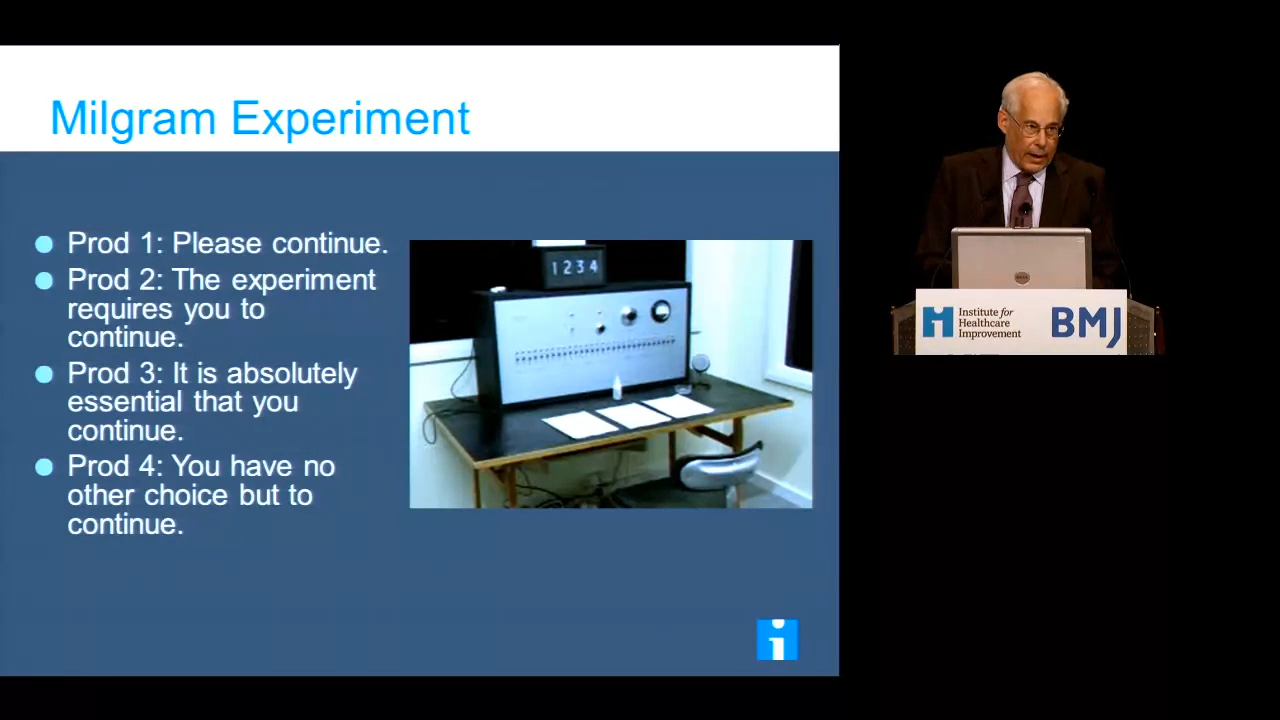 Milgram Experiment
Prod 1: Please continue.
Prod 2: The experiment
requires you to
continue.
Prod 3: It is absolutely
essential that you
continue.
Prod 4: You have no
other choice but to
continue.
1234
Institute for
Healthcare
Improvement
BMJ